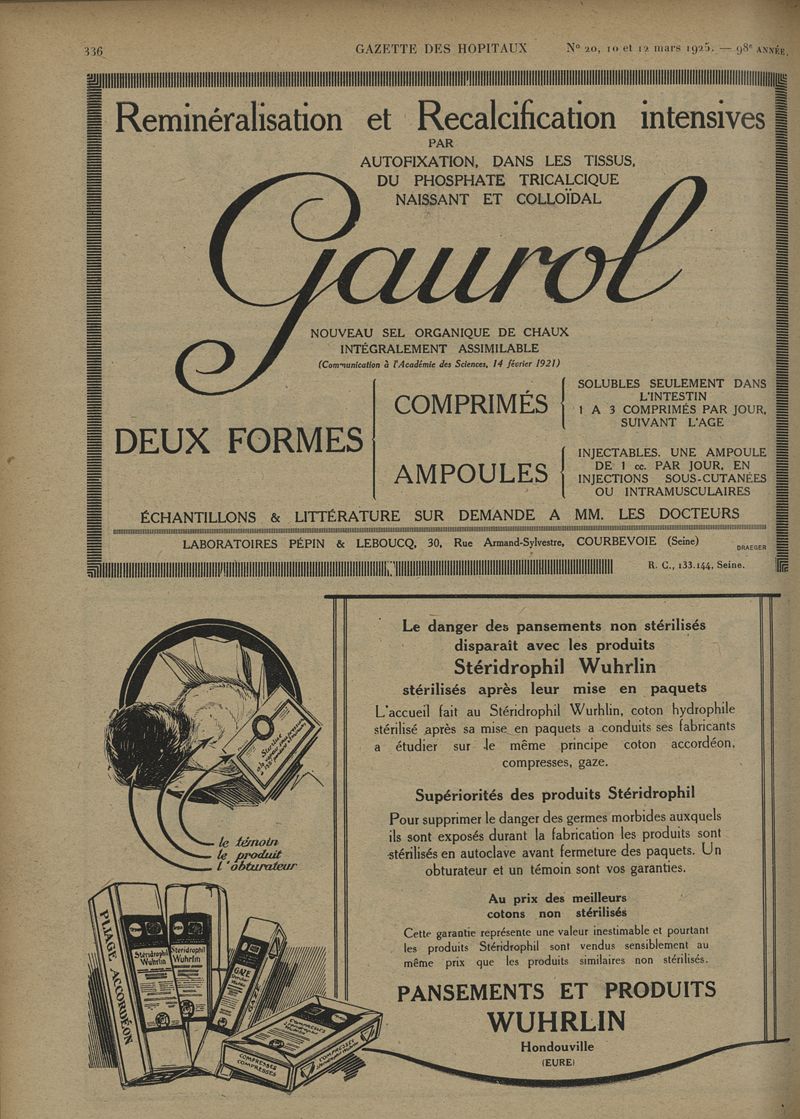 336
GAZETTE DES HOPITAUX
N° 20, 10 et 12 mars 1925. — 98e ANNÉE.
Reminéralisation et Recalcification intensives
PAR
AUTOFIXATION, DANS LES TISSUS,
DU PHOSPHATE TRICALCIQUE
NAISSANT ET COLLOÏDAL
Gaurol
NOUVEAU SEL ORGANIQUE DE CHAUX
INTÉGRALEMENT ASSIMILABLE
(Communication à l'Académie des Sciences, 14 février 1921)
DEUX FORMES
COMPRIMÉS
SOLUBLES SEULEMENT DANS
L'INTESTIN
1 A 3 COMPRIMÉS PAR JOUR,
SUIVANT L'AGE
AMPOULES
INJECTABLES. UNE AMPOULE
DE 1 cc. PAR JOUR, EN
INJECTIONS SOUS-CUTANÉES
OU INTRAMUSCULAIRES
ÉCHANTILLONS & LITTÉRATURE SUR DEMANDE A MM. LES DOCTEURS
LABORATOIRES PÉPIN & LEBOUCQ, 30, Rue Armand-Sylvestre, COURBEVOIE (Seine)
DRAEGER
R. C., 133.144, Seine.
le témoin
le produit
l'obturateur
PLIAGE ACCORDÉON
Stéridrophil
Wuhrlin
Stéridrophil
Wuhrlin
GAZE
GAZE
COMPRESSES
COMPRESSES
COMPRESSES
COMPRESSES
Le danger des pansements non stérilisés
disparaît avec les produits
Stéridrophil Wuhrlin
stérilisés après leur mise en paquets
L'accueil fait au Stéridrophil Wurhlin, coton hydrophile
stérilisé après sa mise en paquets a conduits ses fabricants
a étudier sur le même principe coton accordéon,
compresses, gaze.
Supériorités des produits Stéridrophil
Pour supprimer le danger des germes morbides auxquels
ils sont exposés durant la fabrication les produits sont
stérilisés en autoclave avant fermeture des paquets. Un
obturateur et un témoin sont vos garanties.
Au prix des meilleurs
cotons non stérilisés
Cette garantie représente une valeur inestimable et pourtant
les produits Stéridrophil sont vendus sensiblement au
même prix que les produits similaires non stérilisés.
PANSEMENTS ET PRODUITS
WUHRLIN
Hondouville
(EURE)